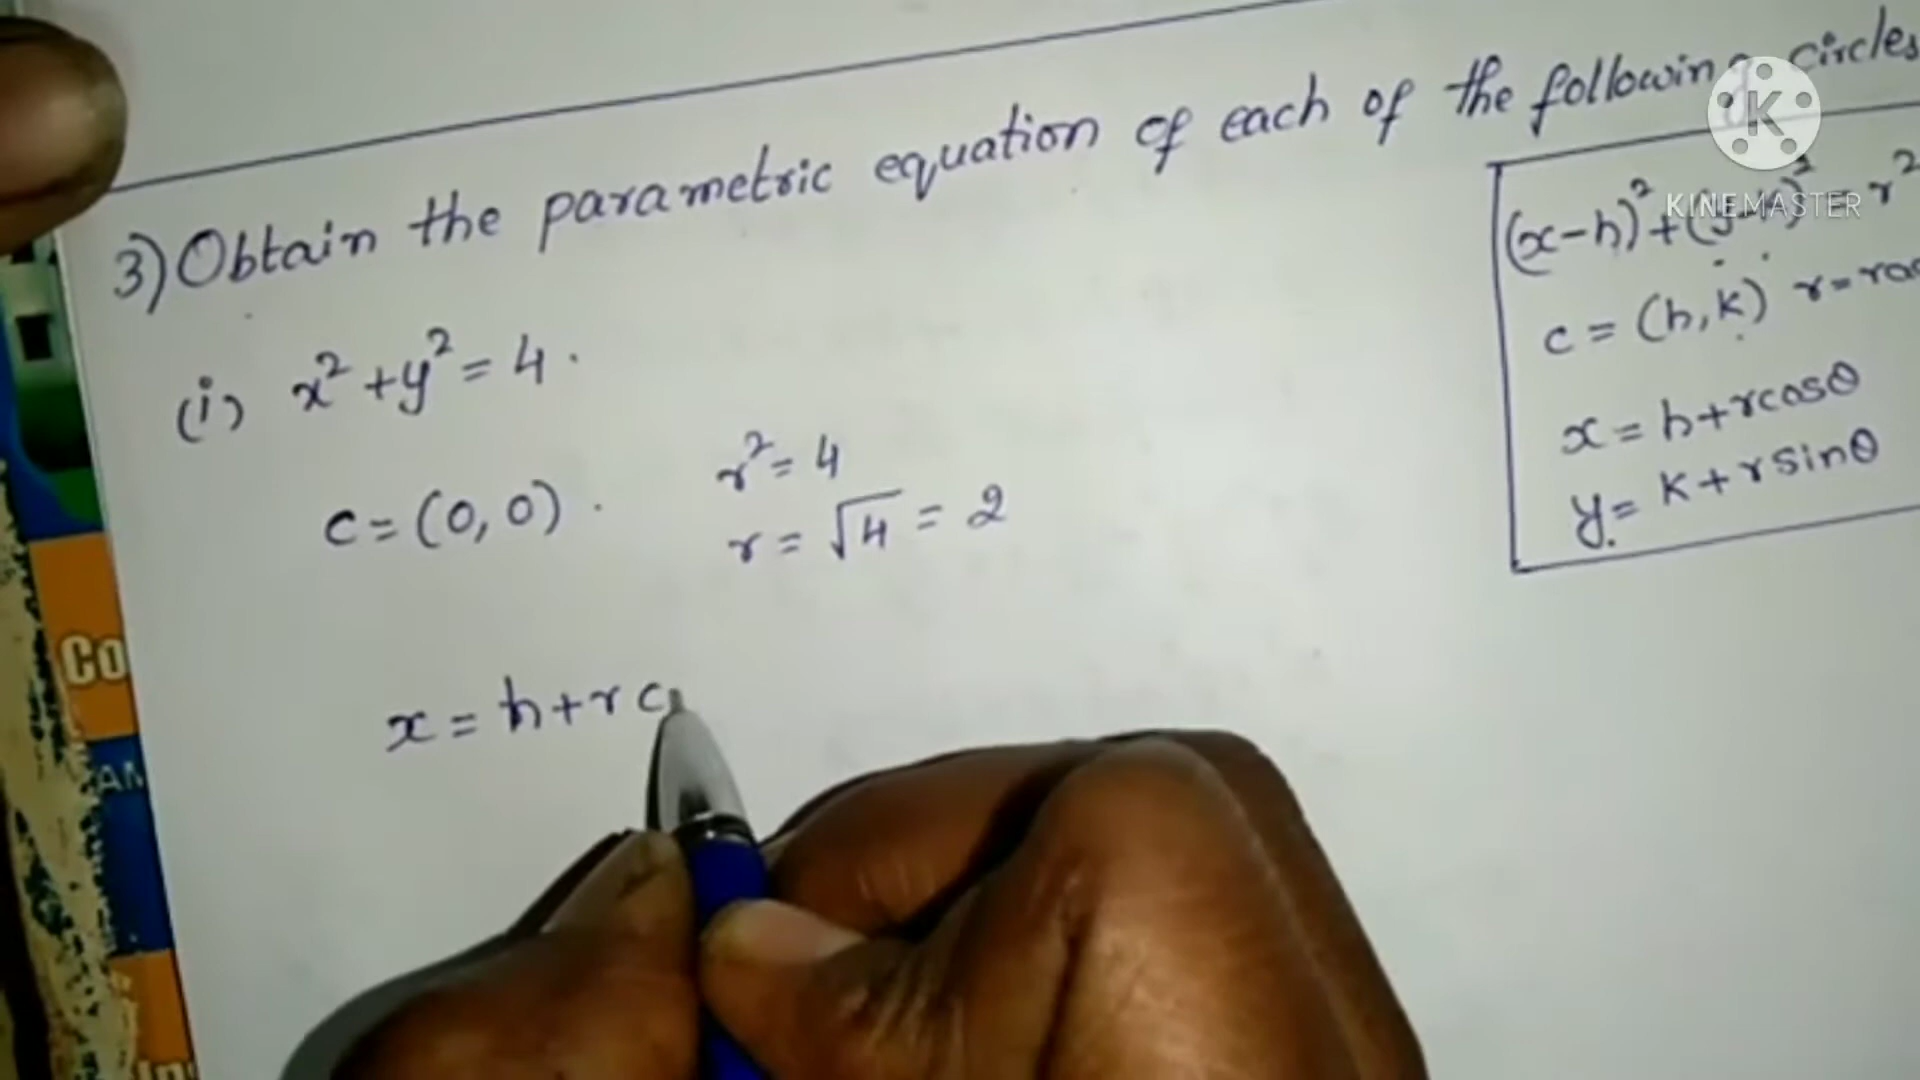 3) Obtain the parametric equation of each of the following circles
(i) x² + y² = 4.
C = (0, 0).
r² = 4
r = √4 = 2
x = h + r c
(x-h)² + (y-k)² = r²
C = (h, k) r =
x = h + r cos θ
y = k + r sin θ
K
KINEMASTER
Co